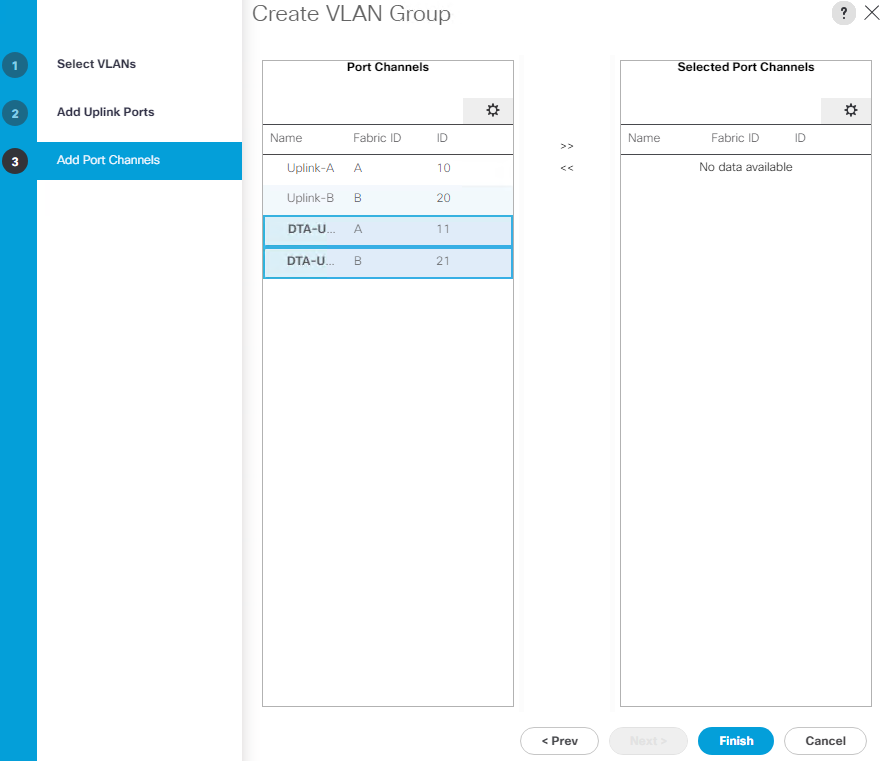 Create VLAN Group
?
1 Select VLANs
2 Add Uplink Ports
3 Add Port Channels
Port Channels
Name Fabric ID ID
Uplink-A A 10
Uplink-B B 20
DTA-U... A 11
DTA-U... B 21
>>
<<
Selected Port Channels
Name Fabric ID ID
No data available
< Prev Next > Finish Cancel